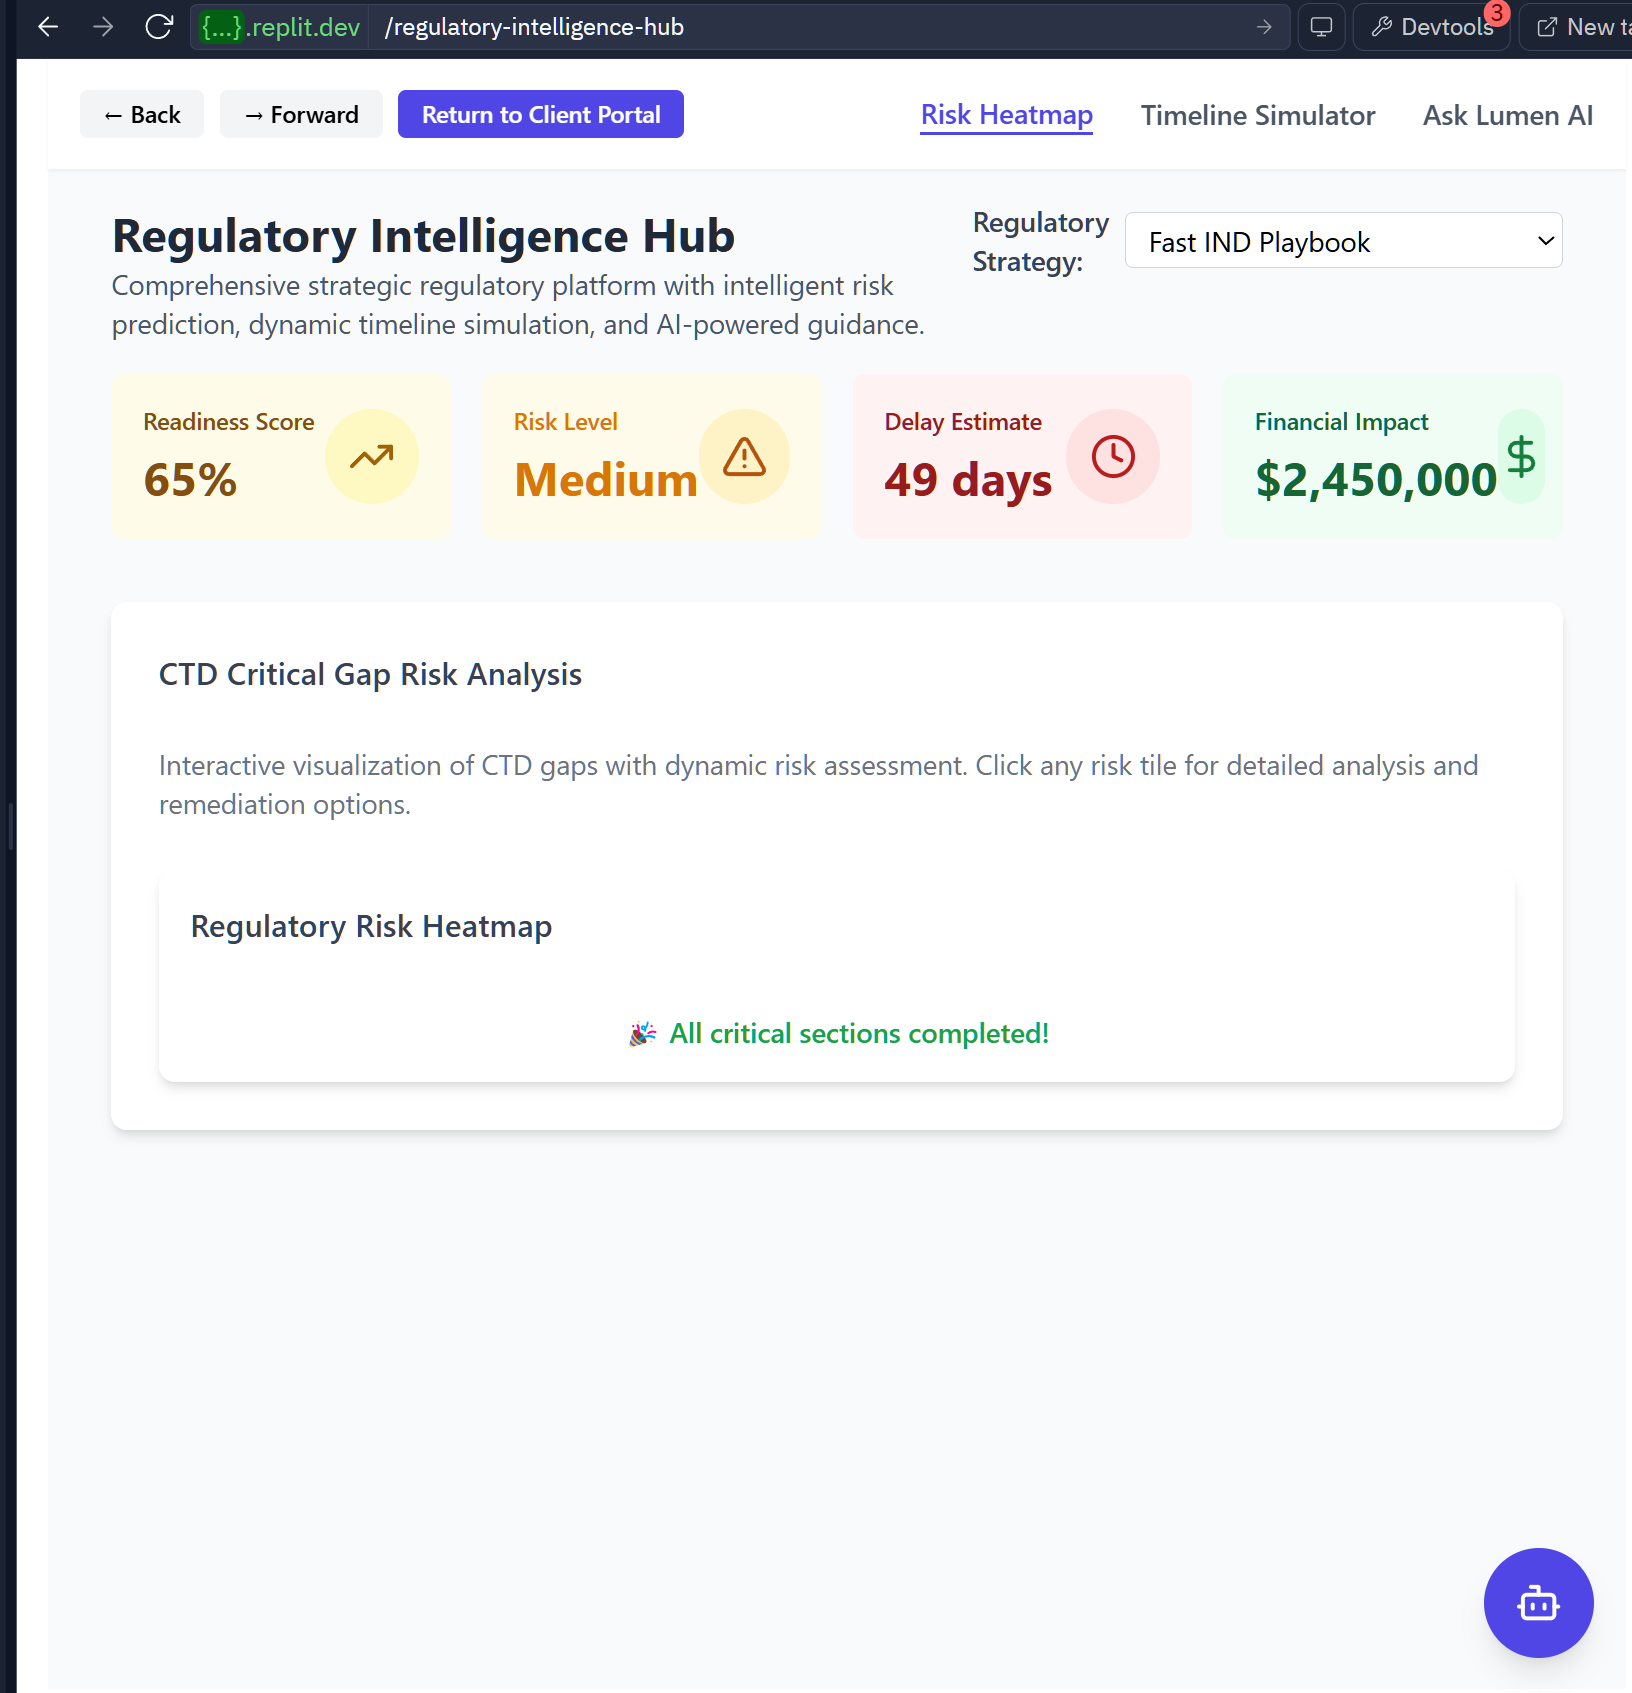 {...}.replit.dev /regulatory-intelligence-hub
Devtools 3
New ta
← Back
→ Forward
Return to Client Portal
Risk Heatmap
Timeline Simulator
Ask Lumen AI
Regulatory Intelligence Hub
Comprehensive strategic regulatory platform with intelligent risk
prediction, dynamic timeline simulation, and AI-powered guidance.
Regulatory
Strategy:
Fast IND Playbook
Readiness Score
65%
Risk Level
Medium
Delay Estimate
49 days
Financial Impact
$2,450,000
$
CTD Critical Gap Risk Analysis
Interactive visualization of CTD gaps with dynamic risk assessment. Click any risk tile for detailed analysis and
remediation options.
Regulatory Risk Heatmap
🎉 All critical sections completed!